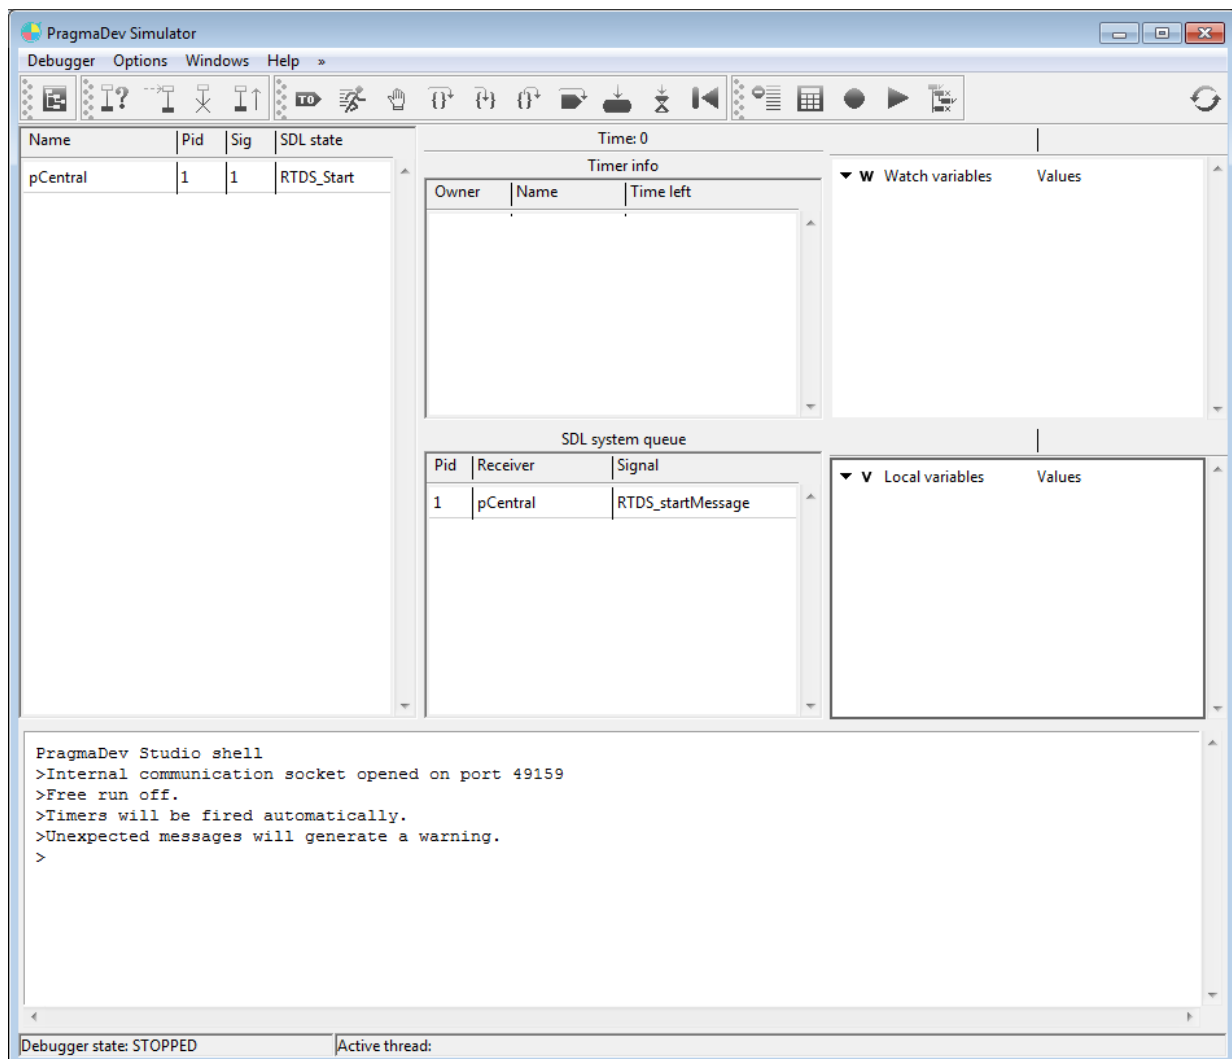 PragmaDev Simulator
Debugger Options Windows Help »
TO
Name Pid Sig SDL state
pCentral 1 1 RTDS_Start
Time: 0
Timer info
Owner Name Time left
W Watch variables Values
SDL system queue
Pid Receiver Signal
1 pCentral RTDS_startMessage
V Local variables Values
PragmaDev Studio shell
>Internal communication socket opened on port 49159
>Free run off.
>Timers will be fired automatically.
>Unexpected messages will generate a warning.
>
Debugger state: STOPPED Active thread: